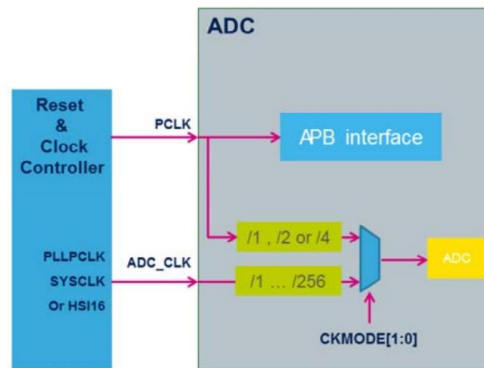 ADC
Reset
&
Clock
Controller
PCLK
APB interface
/1 , /2 or /4
PLLPCLK
SYSCLK
Or HSI16
ADC_CLK
/1 ... /256
ADC
CKMODE[1:0]